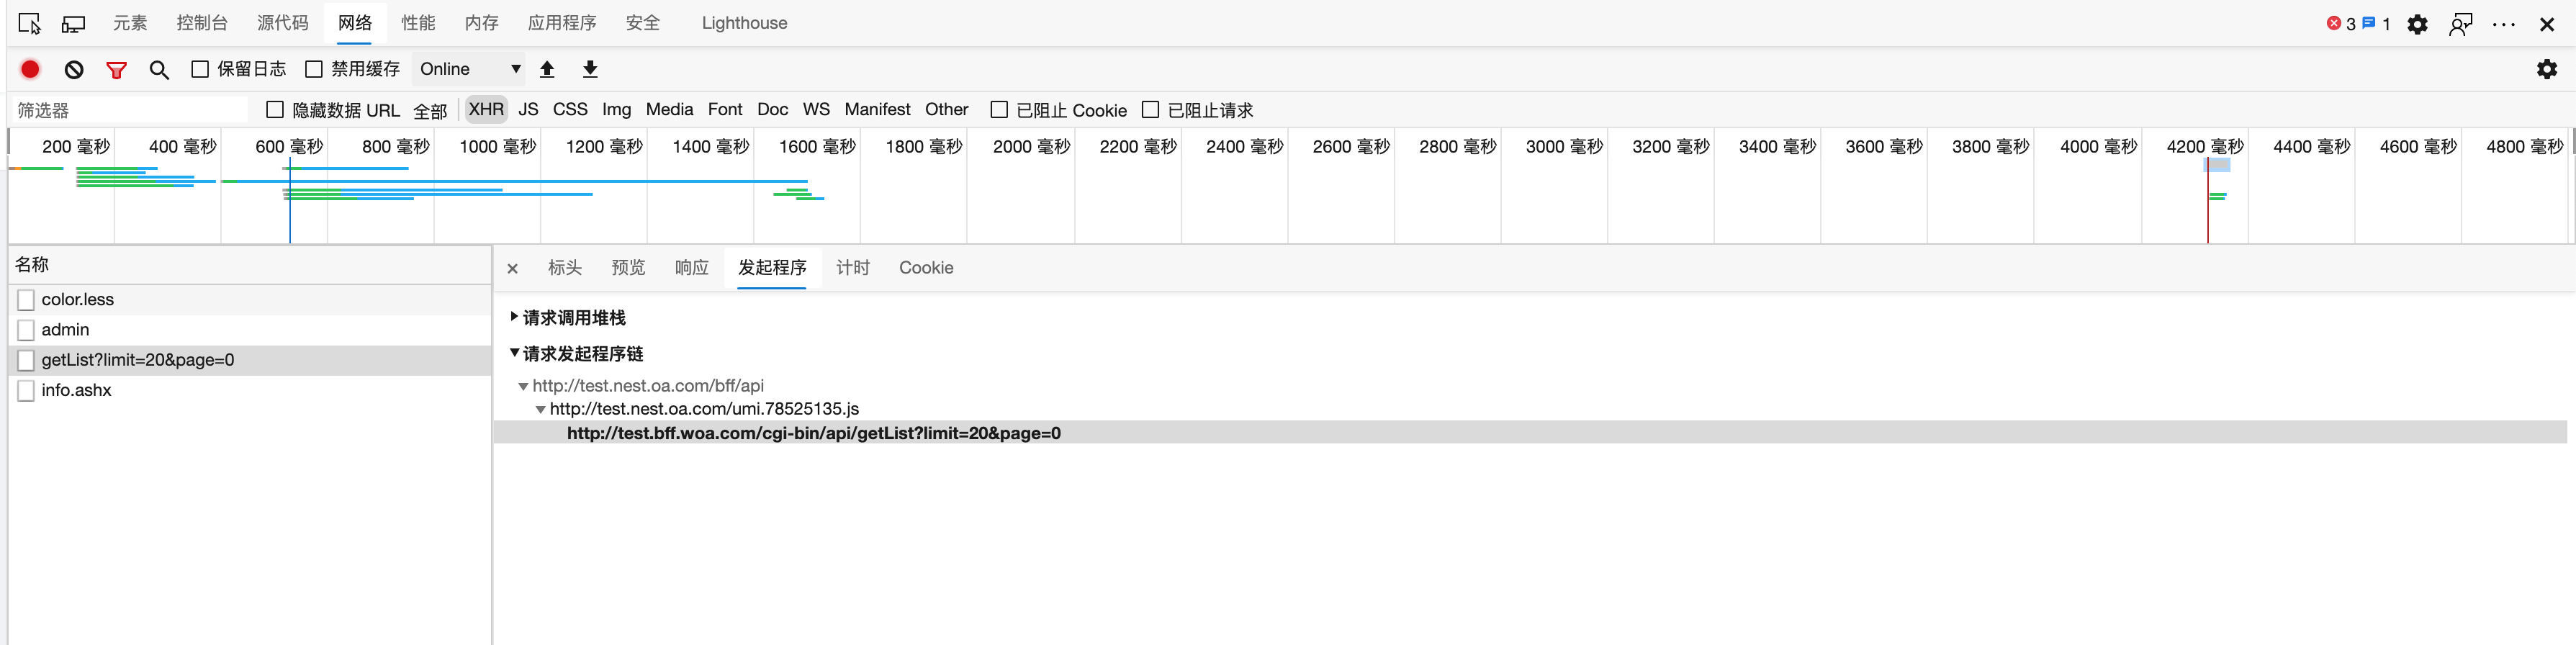 元素 控制台 源代码 网络 性能 内存 应用程序 安全 Lighthouse 3 1
保留日志 禁用缓存 Online
筛选器 隐藏数据 URL 全部 XHR JS CSS Img Media Font Doc WS Manifest Other 已阻止 Cookie 已阻止请求
200 毫秒 400 毫秒 600 毫秒 800 毫秒 1000 毫秒 1200 毫秒 1400 毫秒 1600 毫秒 1800 毫秒 2000 毫秒 2200 毫秒 2400 毫秒 2600 毫秒 2800 毫秒 3000 毫秒 3200 毫秒 3400 毫秒 3600 毫秒 3800 毫秒 4000 毫秒 4200 毫秒 4400 毫秒 4600 毫秒 4800 毫秒
名称
color.less
admin
getList?limit=20&page=0
info.ashx
标头 预览 响应 发起程序 计时 Cookie
请求调用堆栈
请求发起程序链
http://test.nest.oa.com/bff/api
http://test.nest.oa.com/umi.78525135.js
http://test.bff.woa.com/cgi-bin/api/getList?limit=20&page=0